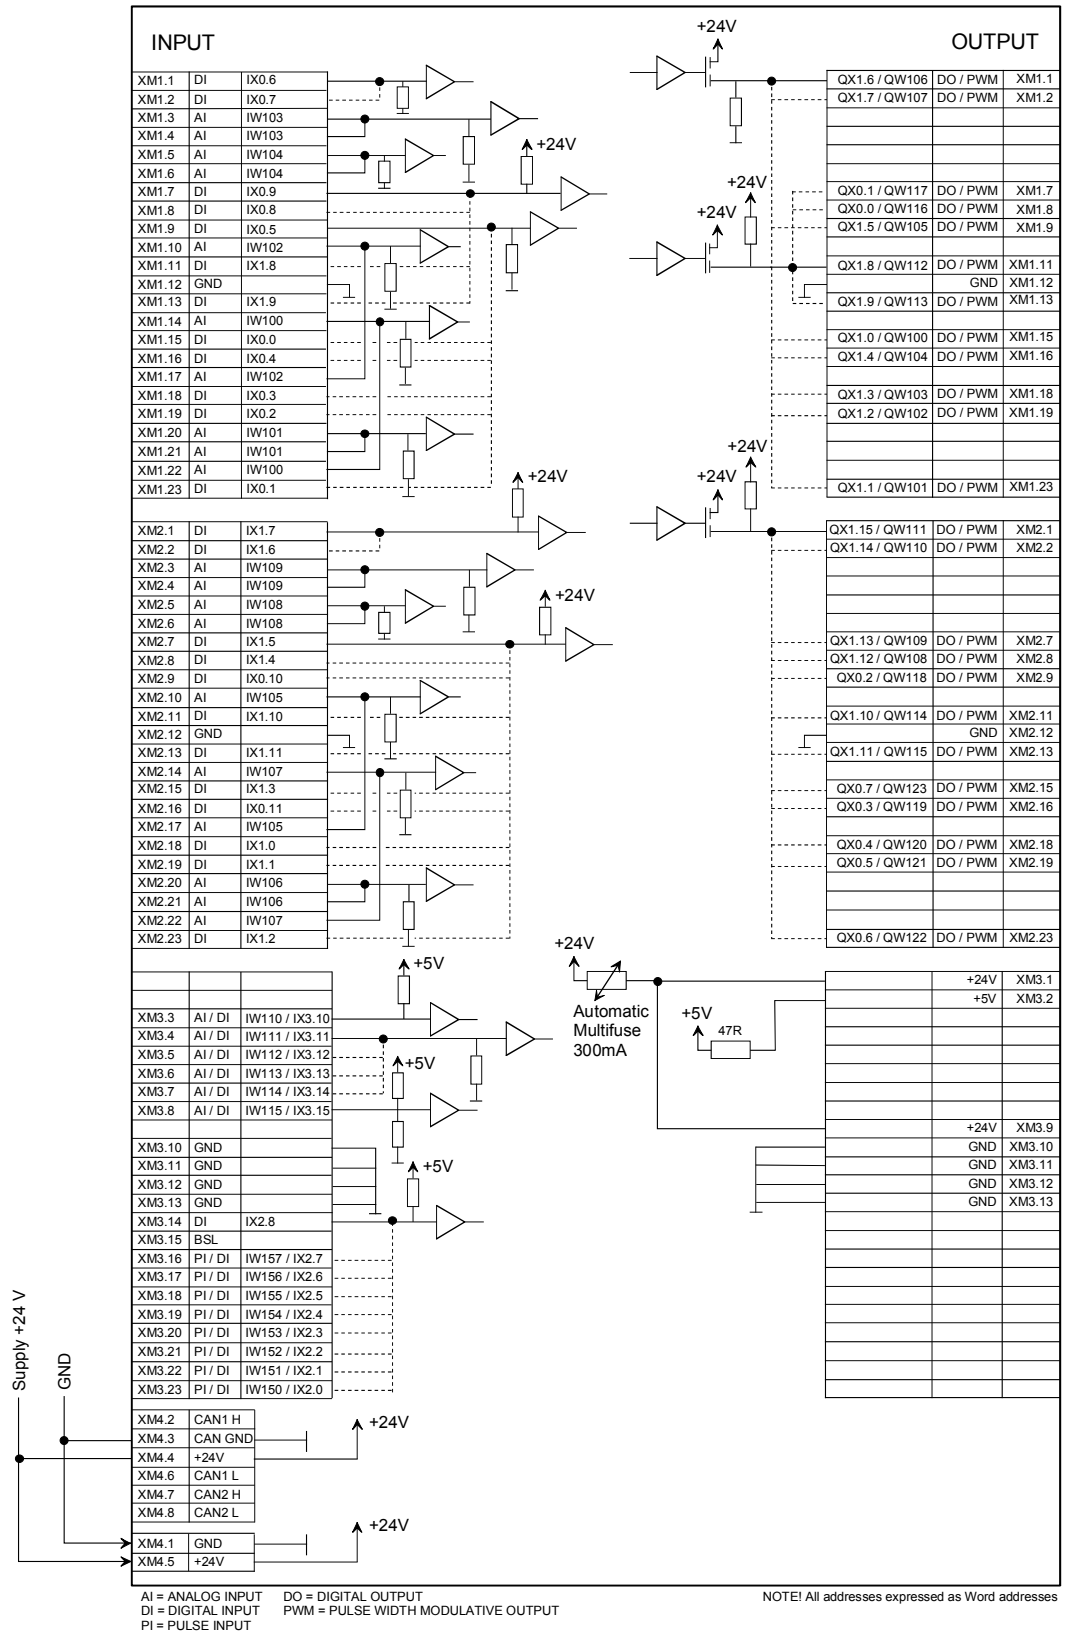 INPUT
XM1.1 DI IX0.6
XM1.2 DI IX0.7
XM1.3 AI IW103
XM1.4 AI IW103
XM1.5 AI IW104
XM1.6 AI IW104
XM1.7 DI IX0.9
XM1.8 DI IX0.8
XM1.9 DI IX0.5
XM1.10 AI IW102
XM1.11 DI IX1.8
XM1.12 GND
XM1.13 DI IX1.9
XM1.14 AI IW100
XM1.15 DI IX0.0
XM1.16 DI IX0.4
XM1.17 AI IW102
XM1.18 DI IX0.3
XM1.19 DI IX0.2
XM1.20 AI IW101
XM1.21 AI IW101
XM1.22 AI IW100
XM1.23 DI IX0.1
+24V
+24V
XM2.1 DI IX1.7
XM2.2 DI IX1.6
XM2.3 AI IW109
XM2.4 AI IW109
XM2.5 AI IW108
XM2.6 AI IW108
XM2.7 DI IX1.5
XM2.8 DI IX1.4
XM2.9 DI IX0.10
XM2.10 AI IW105
XM2.11 DI IX1.10
XM2.12 GND
XM2.13 DI IX1.11
XM2.14 AI IW107
XM2.15 DI IX1.3
XM2.16 DI IX0.11
XM2.17 AI IW105
XM2.18 DI IX1.0
XM2.19 DI IX1.1
XM2.20 AI IW106
XM2.21 AI IW106
XM2.22 AI IW107
XM2.23 DI IX1.2
+24V
+5V
XM3.3 AI / DI IW110 / IX3.10
XM3.4 AI / DI IW111 / IX3.11
XM3.5 AI / DI IW112 / IX3.12
XM3.6 AI / DI IW113 / IX3.13
XM3.7 AI / DI IW114 / IX3.14
XM3.8 AI / DI IW115 / IX3.15
+5V
XM3.10 GND
XM3.11 GND
XM3.12 GND
XM3.13 GND
XM3.14 DI IX2.8
XM3.15 BSL
XM3.16 PI / DI IW157 / IX2.7
XM3.17 PI / DI IW156 / IX2.6
XM3.18 PI / DI IW155 / IX2.5
XM3.19 PI / DI IW154 / IX2.4
XM3.20 PI / DI IW153 / IX2.3
XM3.21 PI / DI IW152 / IX2.2
XM3.22 PI / DI IW151 / IX2.1
XM3.23 PI / DI IW150 / IX2.0
+5V
Supply +24 V
GND
XM4.2 CAN1 H
XM4.3 CAN GND
XM4.4 +24V
XM4.6 CAN1 L
XM4.7 CAN2 H
XM4.8 CAN2 L
+24V
XM4.1 GND
XM4.5 +24V
+24V
OUTPUT
+24V
QX1.6 / QW106 DO / PWM XM1.1
QX1.7 / QW107 DO / PWM XM1.2
+24V
+24V
QX0.1 / QW117 DO / PWM XM1.7
QX0.0 / QW116 DO / PWM XM1.8
QX1.5 / QW105 DO / PWM XM1.9
QX1.8 / QW112 DO / PWM XM1.11
GND XM1.12
QX1.9 / QW113 DO / PWM XM1.13
QX1.0 / QW100 DO / PWM XM1.15
QX1.4 / QW104 DO / PWM XM1.16
QX1.3 / QW103 DO / PWM XM1.18
QX1.2 / QW102 DO / PWM XM1.19
QX1.1 / QW101 DO / PWM XM1.23
+24V
+24V
QX1.15 / QW111 DO / PWM XM2.1
QX1.14 / QW110 DO / PWM XM2.2
QX1.13 / QW109 DO / PWM XM2.7
QX1.12 / QW108 DO / PWM XM2.8
QX0.2 / QW118 DO / PWM XM2.9
QX1.10 / QW114 DO / PWM XM2.11
GND XM2.12
QX1.11 / QW115 DO / PWM XM2.13
QX0.7 / QW123 DO / PWM XM2.15
QX0.3 / QW119 DO / PWM XM2.16
QX0.4 / QW120 DO / PWM XM2.18
QX0.5 / QW121 DO / PWM XM2.19
QX0.6 / QW122 DO / PWM XM2.23
+24V
Automatic
Multifuse
300mA
+5V
47R
+24V XM3.1
+5V XM3.2
+24V XM3.9
GND XM3.10
GND XM3.11
GND XM3.12
GND XM3.13
AI = ANALOG INPUT DO = DIGITAL OUTPUT
DI = DIGITAL INPUT PWM = PULSE WIDTH MODULATIVE OUTPUT
PI = PULSE INPUT
NOTE! All addresses expressed as Word addresses